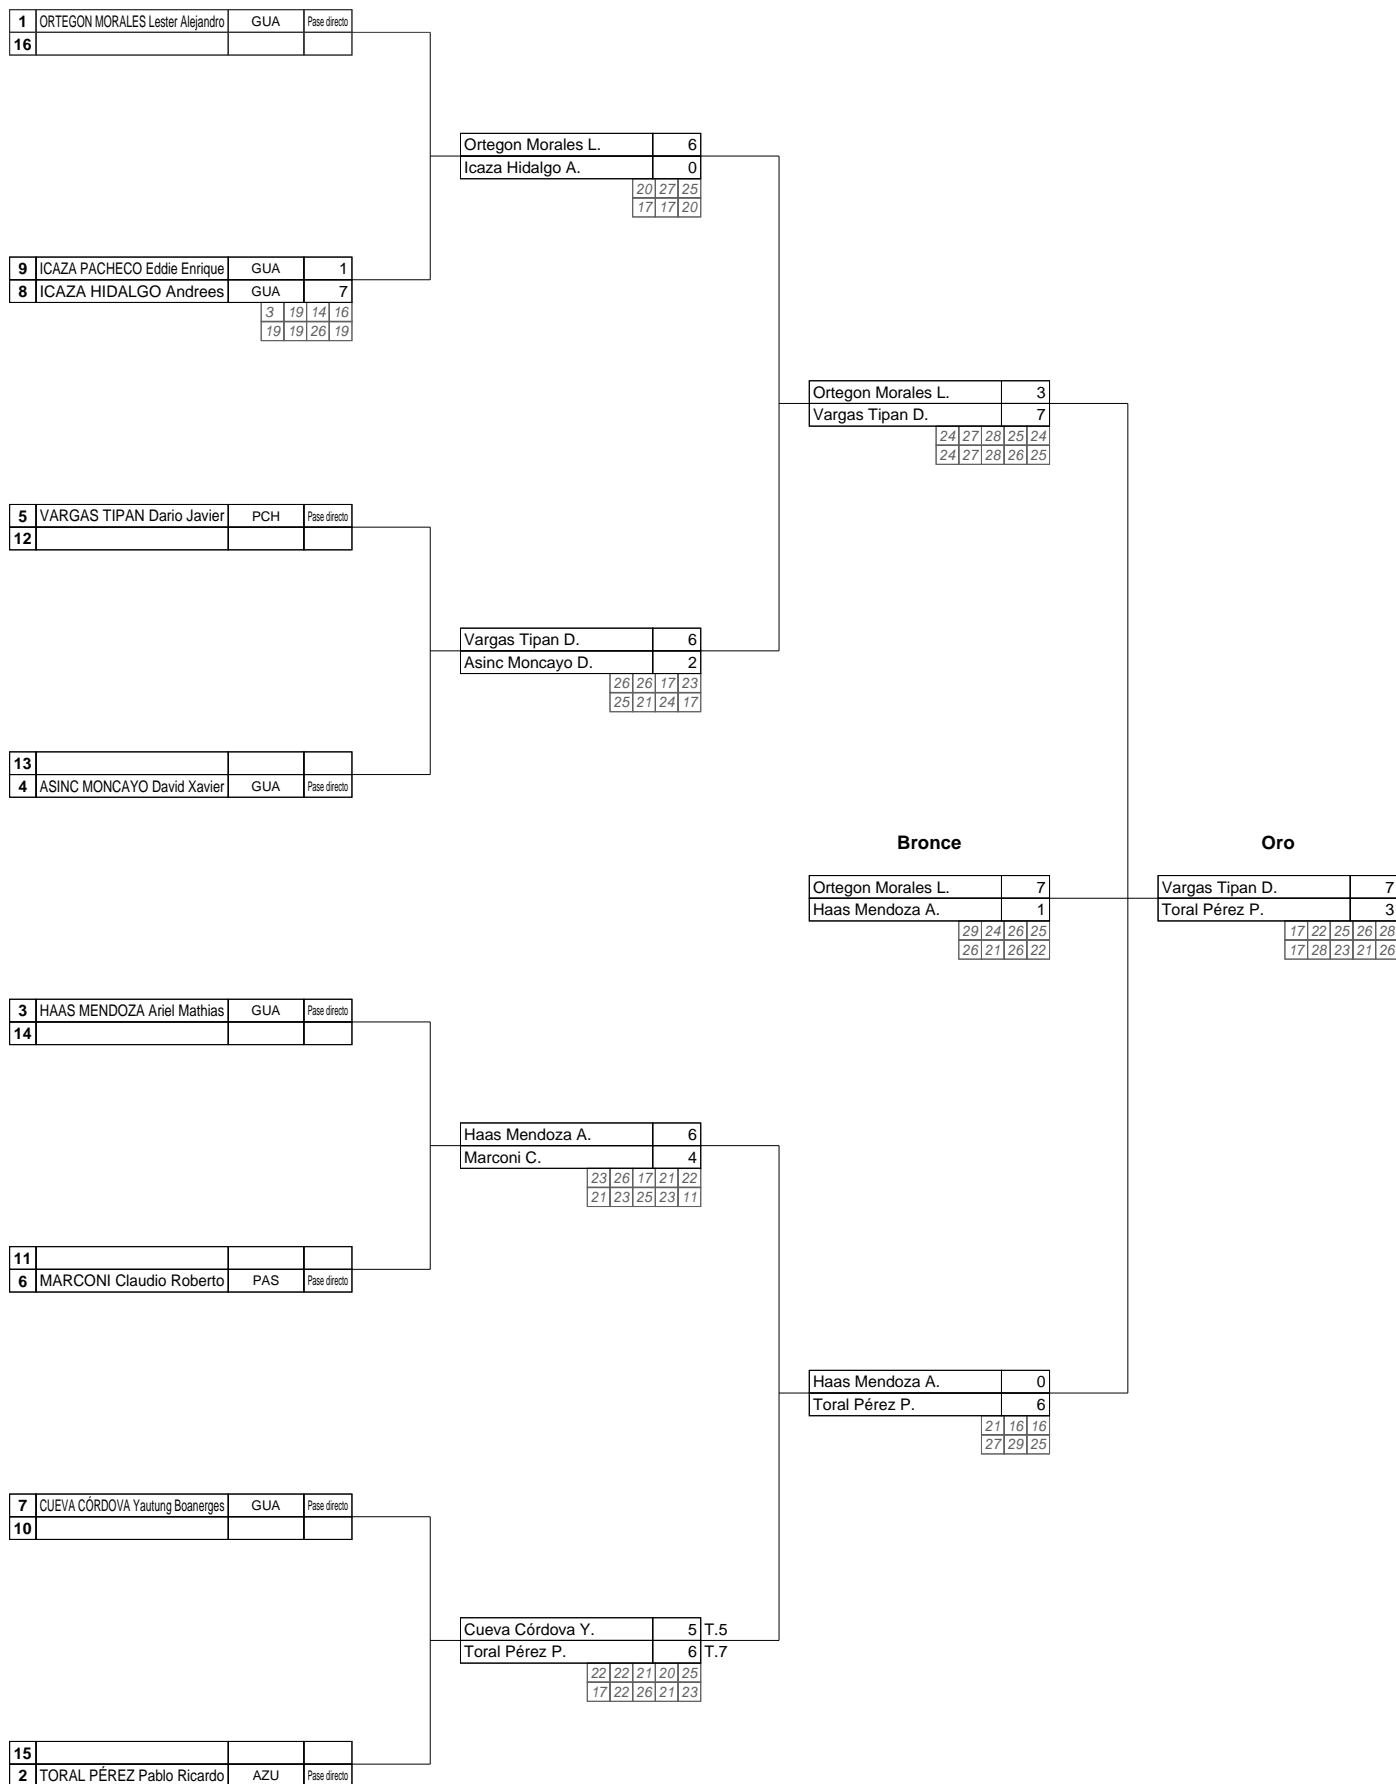 1 ORTEGON MORALES Lester Alejandro GUA Pase directo
16
Ortegon Morales L. 6
Icaza Hidalgo A. 0
20 27 25
17 17 20
9 ICAZA PACHECO Eddie Enrique GUA 1
8 ICAZA HIDALGO Andrees GUA 7
3 19 14 16
19 19 26 19
Ortegon Morales L. 3
Vargas Tipan D. 7
24 27 28 25 24
24 27 28 26 25
5 VARGAS TIPAN Dario Javier PCH Pase directo
12
Vargas Tipan D. 6
Asinc Moncayo D. 2
26 26 17 23
25 21 24 17
13
4 ASINC MONCAYO David Xavier GUA Pase directo
Bronce Oro
Ortegon Morales L. 7 Vargas Tipan D. 7
Haas Mendoza A. 1 Toral Pérez P. 3
29 24 26 25 17 22 25 26 28
26 21 26 22 17 28 23 21 26
3 HAAS MENDOZA Ariel Mathias GUA Pase directo
14
Haas Mendoza A. 6
Marconi C. 4
23 26 17 21 22
21 23 25 23 11
11
6 MARCONI Claudio Roberto PAS Pase directo
Haas Mendoza A. 0
Toral Pérez P. 6
21 16 16
27 29 25
7 CUEVA CÓRDOVA Yautung Boanerges GUA Pase directo
10
Cueva Córdova Y. 5 T.5
Toral Pérez P. 6 T.7
22 22 21 20 25
17 22 26 21 23
15
2 TORAL PÉREZ Pablo Ricardo AZU Pase directo